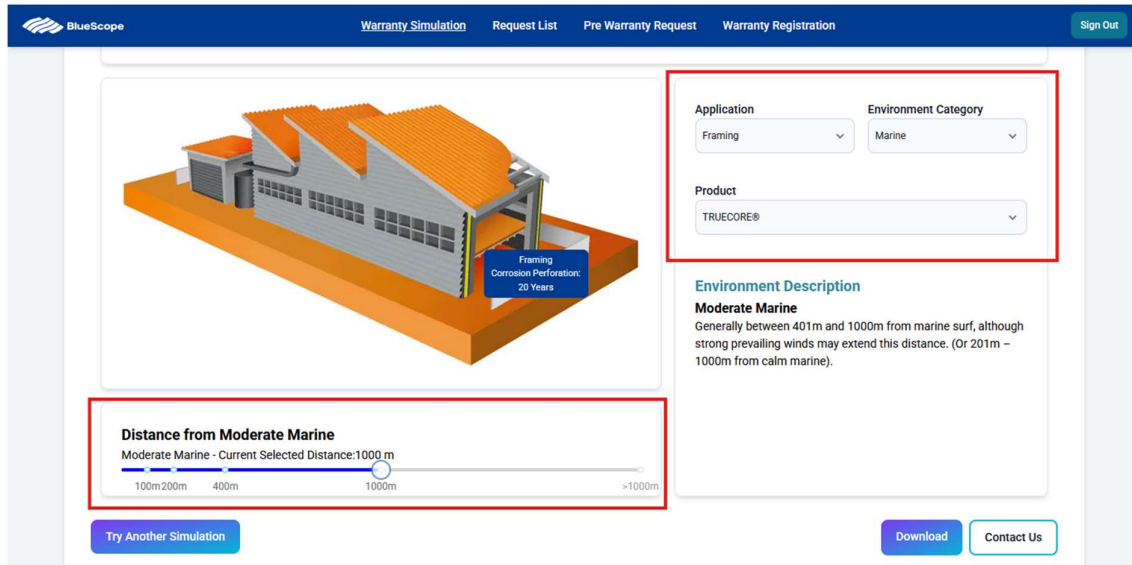 BlueScope
Warranty Simulation
Request List
Pre Warranty Request
Warranty Registration
Sign Out
Framing
Corrosion Perforation:
20 Years
Application
Environment Category
Framing
Marine
Product
TRUECORE®
Environment Description
Moderate Marine
Generally between 401m and 1000m from marine surf, although
strong prevailing winds may extend this distance. (Or 201m –
1000m from calm marine).
Distance from Moderate Marine
Moderate Marine - Current Selected Distance:1000 m
100m 200m 400m 1000m >1000m
Try Another Simulation
Download
Contact Us